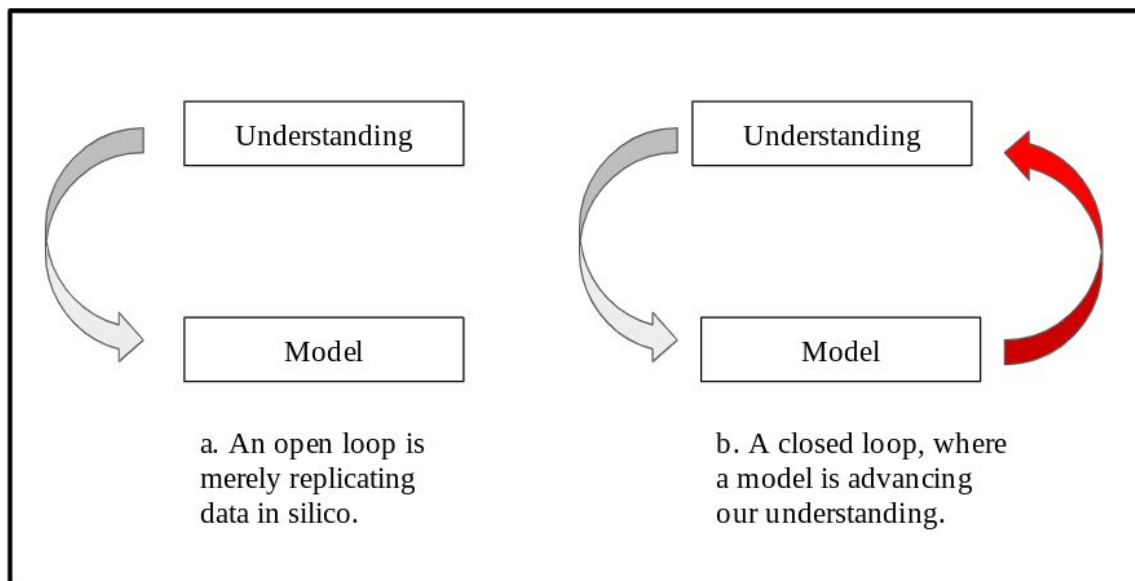 Understanding
Model
a. An open loop is
merely replicating
data in silico.
Understanding
Model
b. A closed loop, where
a model is advancing
our understanding.